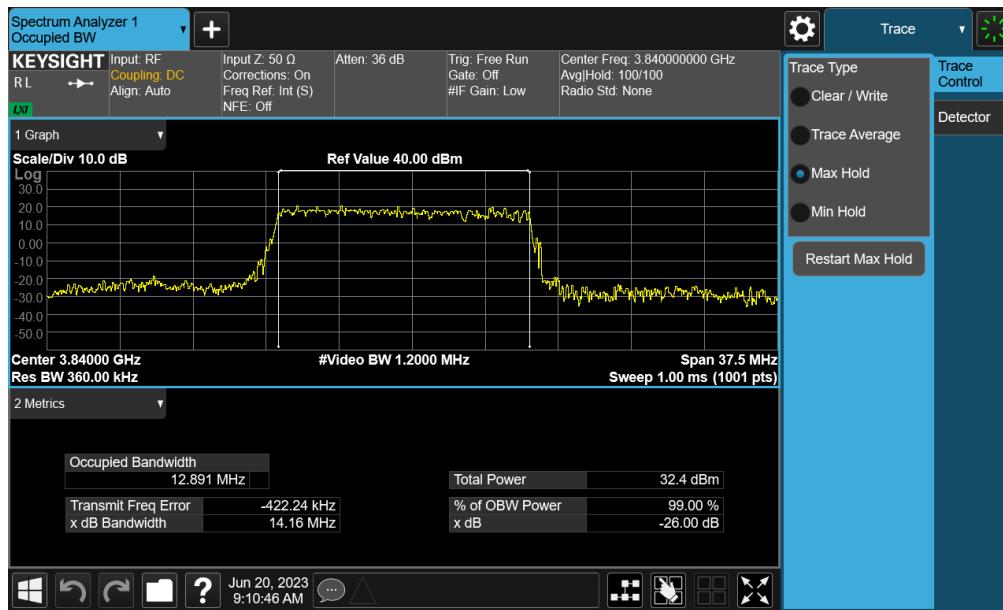 Spectrum Analyzer 1
Occupied BW
+
Trace
KEYSIGHT
R L
LXI
Input: RF
Coupling: DC
Align: Auto
Input Z: 50 Ω
Corrections: On
Freq Ref: Int (S)
NFE: Off
Atten: 36 dB
Trig: Free Run
Gate: Off
#IF Gain: Low
Center Freq: 3.840000000 GHz
Avg|Hold: 100/100
Radio Std: None
Trace Type
Clear / Write
Trace Average
Max Hold
Min Hold
Restart Max Hold
Trace
Control
Detector
1 Graph
Scale/Div 10.0 dB
Ref Value 40.00 dBm
Log
30.0
20.0
10.0
0.00
-10.0
-20.0
-30.0
-40.0
-50.0
Center 3.84000 GHz
#Video BW 1.2000 MHz
Span 37.5 MHz
Res BW 360.00 kHz
Sweep 1.00 ms (1001 pts)
2 Metrics
Occupied Bandwidth
12.891 MHz
Total Power 32.4 dBm
Transmit Freq Error -422.24 kHz
% of OBW Power 99.00 %
x dB Bandwidth 14.16 MHz
x dB -26.00 dB
?
Jun 20, 2023
9:10:46 AM